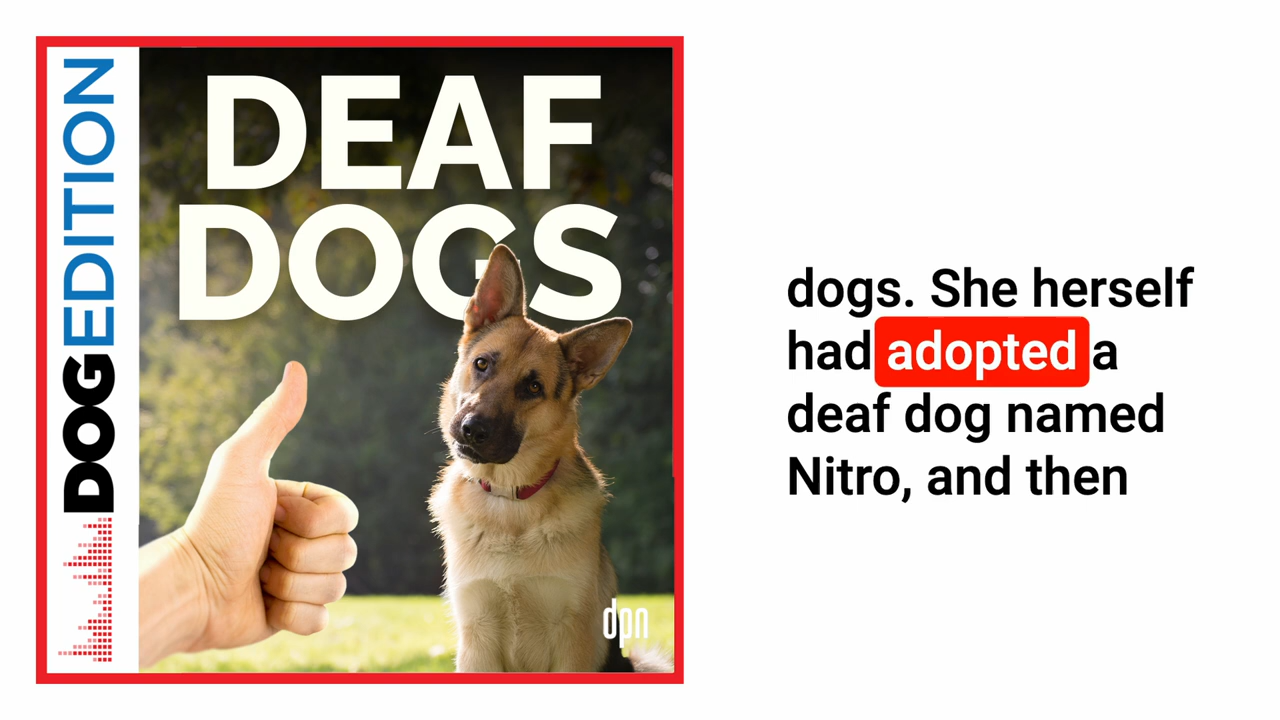 DOGEDITION
DEAF
DOGS
dpn
dogs. She herself
had adopted a
deaf dog named
Nitro, and then